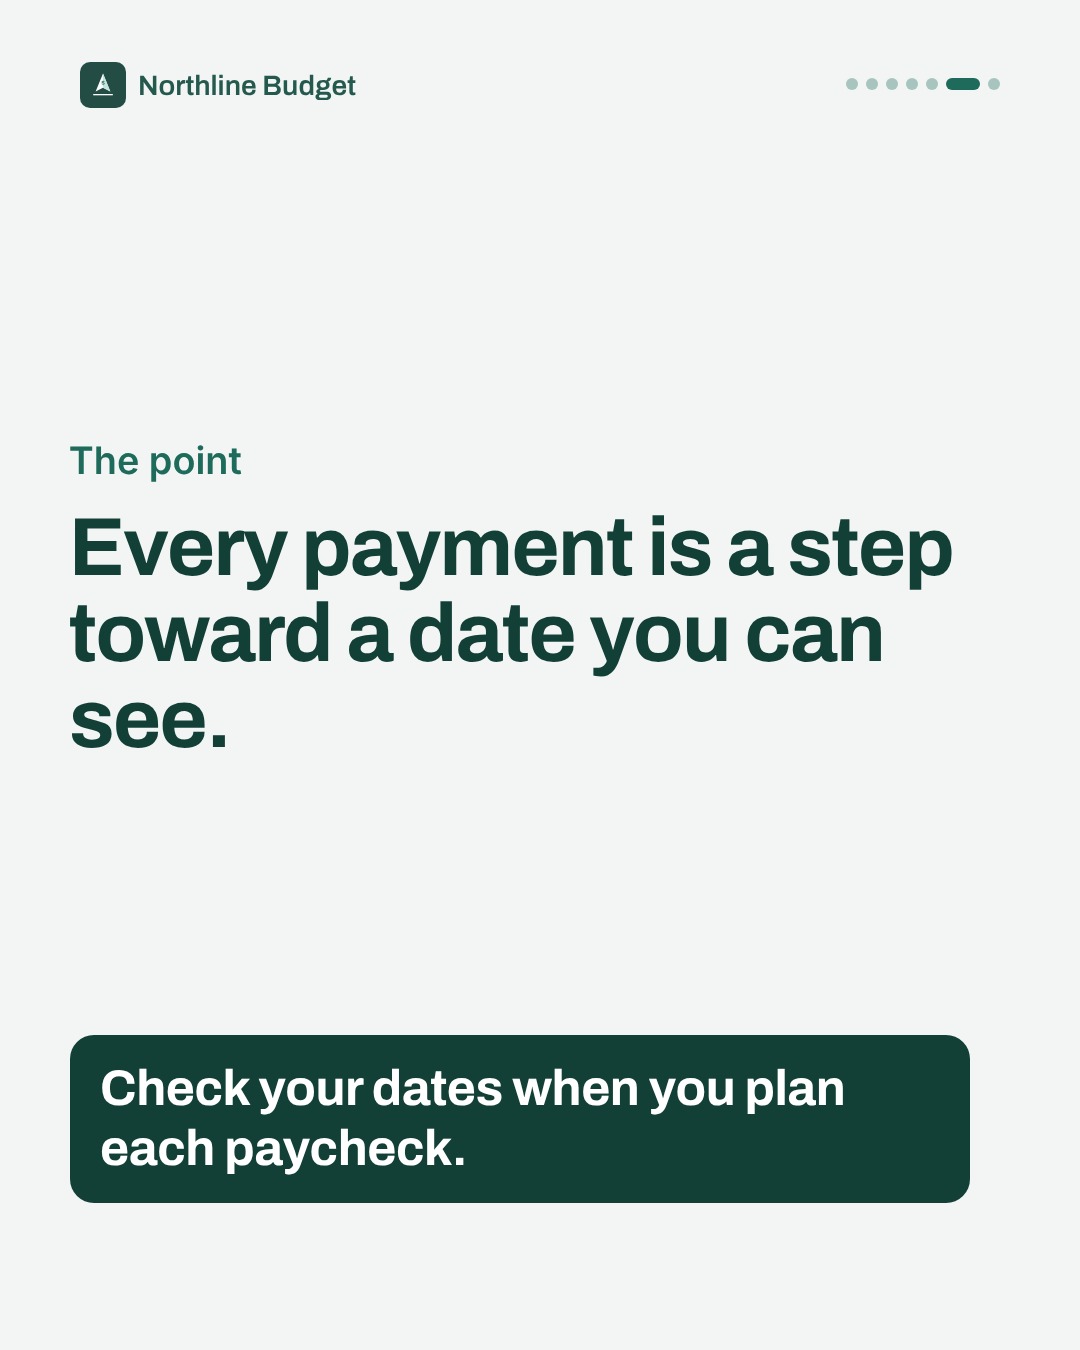 Northline Budget
The point
Every payment is a step
toward a date you can
see.
Check your dates when you plan
each paycheck.